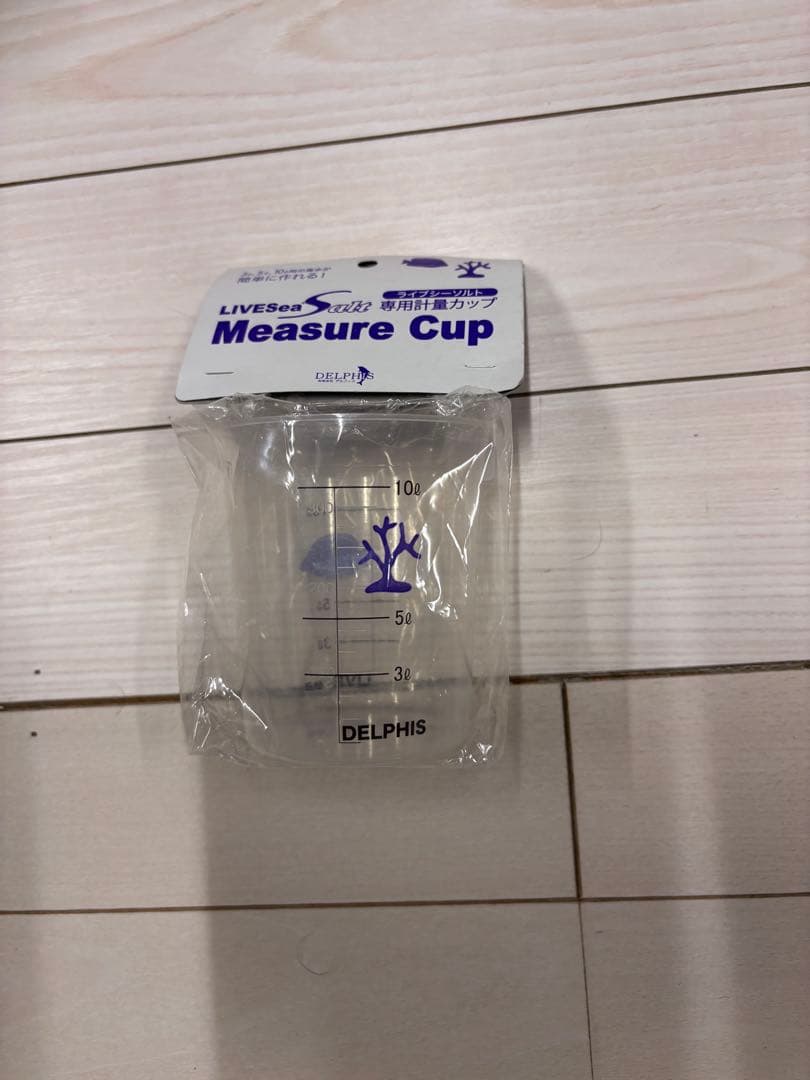 3ℓ, 5ℓ, 10ℓ用の海水が
簡単に作れる!
LIVESea Salt
ライブシーソルト
専用計量カップ
Measure Cup
DELPHIS
10ℓ
5ℓ
3ℓ
DELPHIS